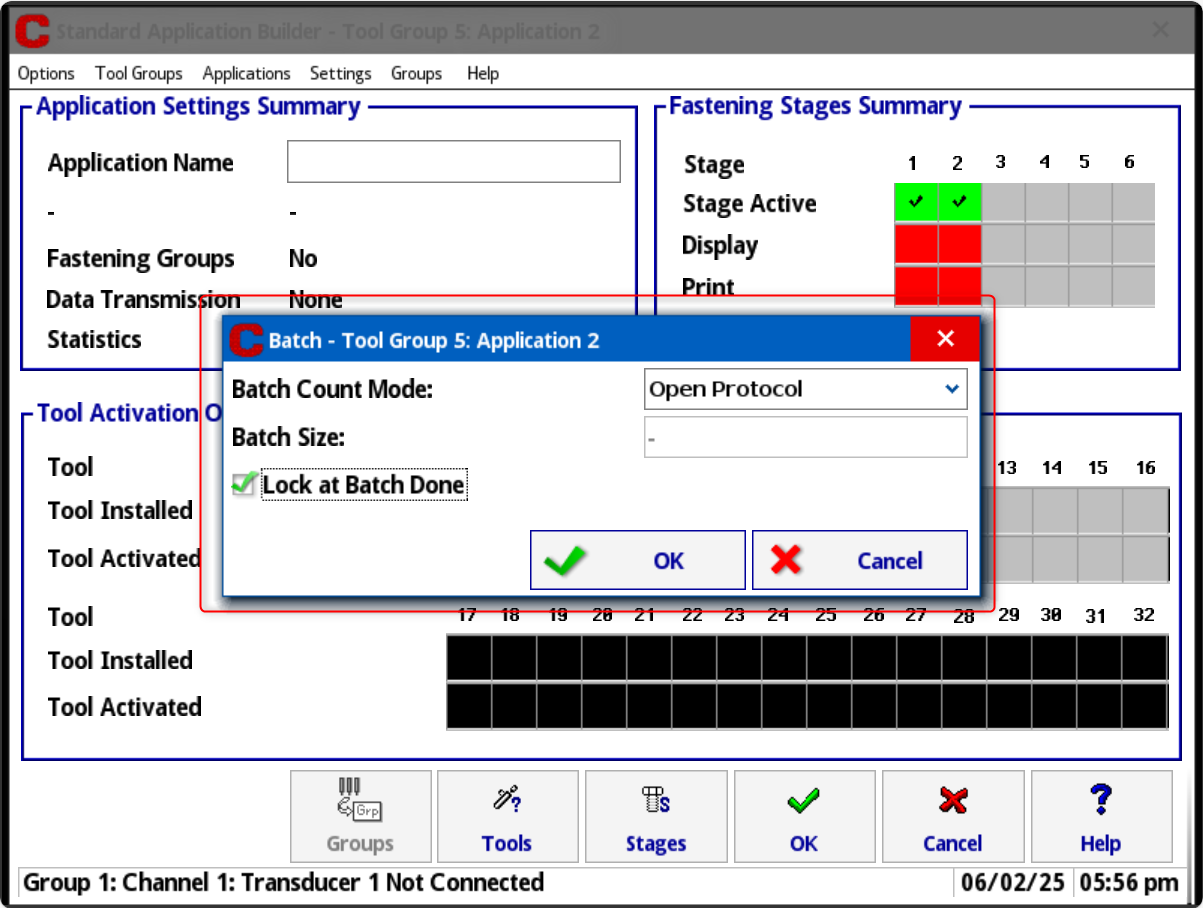 Standard Application Builder - Tool Group 5: Application 2
Options Tool Groups Applications Settings Groups Help
Application Settings Summary
Application Name
- -
Fastening Groups No
Data Transmission None
Statistics
Fastening Stages Summary
Stage 1 2 3 4 5 6
Stage Active
Display
Print
Batch - Tool Group 5: Application 2
Batch Count Mode: Open Protocol
Batch Size: -
Lock at Batch Done
OK Cancel
Tool Activation O
Tool 13 14 15 16
Tool Installed
Tool Activated
Tool 17 18 19 20 21 22 23 24 25 26 27 28 29 30 31 32
Tool Installed
Tool Activated
Grp
Groups Tools Stages OK Cancel Help
Group 1: Channel 1: Transducer 1 Not Connected 06/02/25 05:56 pm